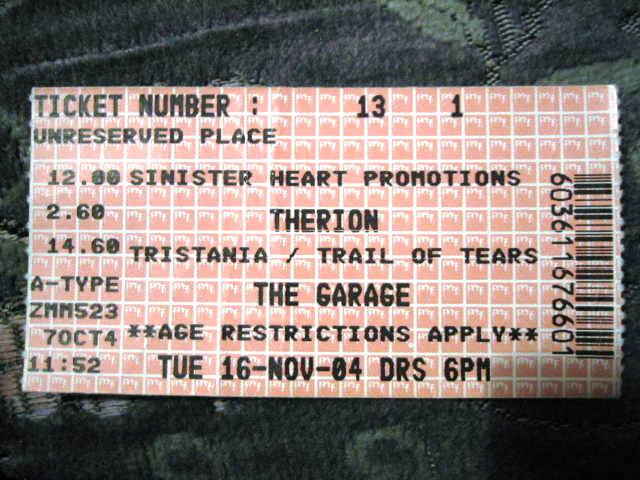 TICKET NUMBER : 13 1
UNRESERVED PLACE
12.00 SINISTER HEART PROMOTIONS
2.60 THERION
14.60 TRISTANIA / TRAIL OF TEARS
A-TYPE THE GARAGE
ZMM523
7OCT4 **AGE RESTRICTIONS APPLY**
11:52 TUE 16-NOV-04 DRS 6PM
603611676601